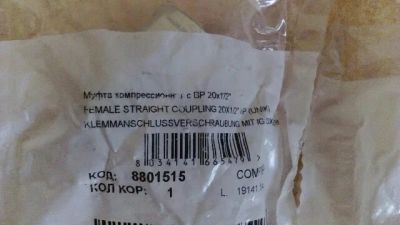 Муфта компрессионная с ВР 20x1/2"
FEMALE STRAIGHT COUPLING 20X1/2"
KLEMMANSCHLUSSVERSCHRAUBUNG MIT IG
КОД: 8801515
КОЛ КОР: 1 L